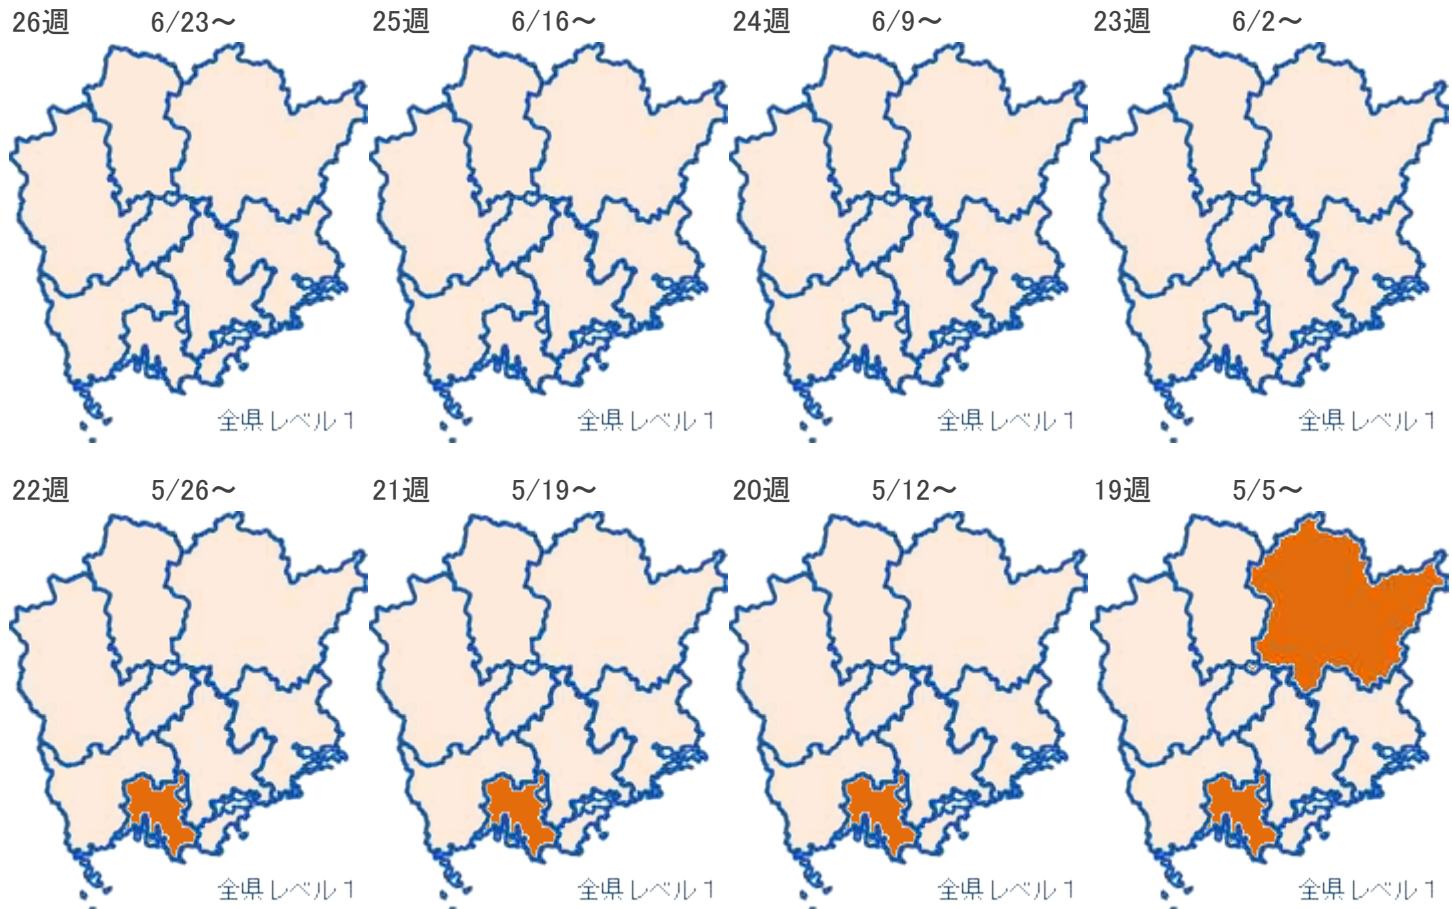 26週 6/23～
25週 6/16～
24週 6/9～
23週 6/2～
全県レベル1
全県レベル1
全県レベル1
全県レベル1
22週 5/26～
21週 5/19～
20週 5/12～
19週 5/5～
全県レベル1
全県レベル1
全県レベル1
全県レベル1